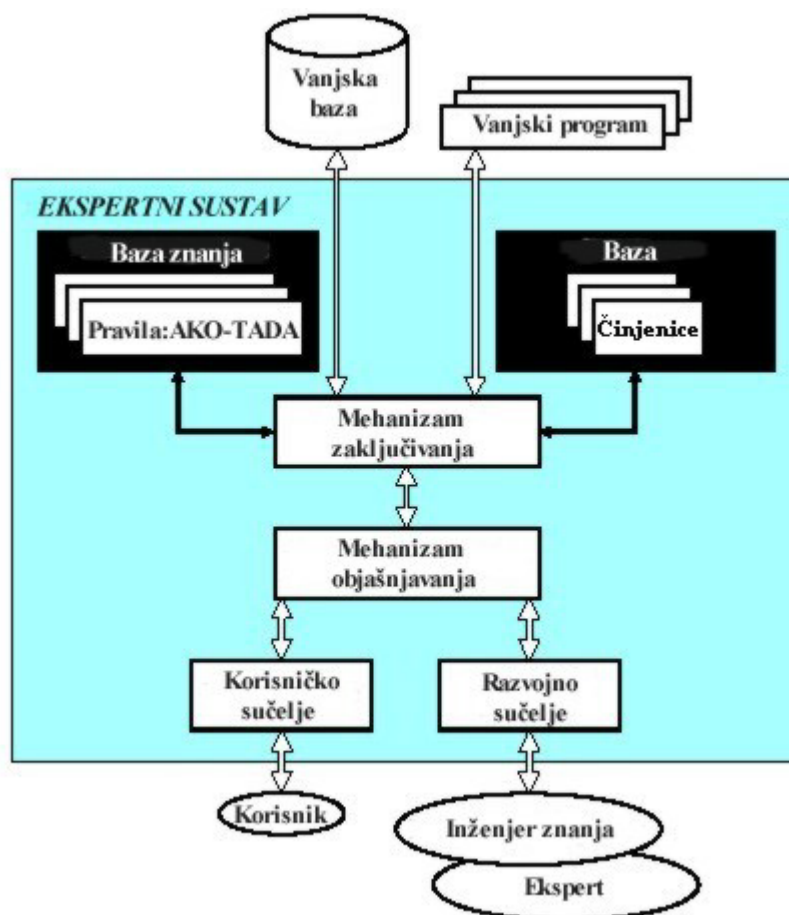 Vanjska
baza
Vanjski program
EKSPERTNI SUSTAV
Baza znanja
Pravila:AKO-TADA
Baza
Činjenice
Mehanizam
zaključivanja
Mehanizam
objašnjavanja
Korisničko
sučelje
Razvojno
sučelje
Korisnik
Inženjer znanja
Ekspert